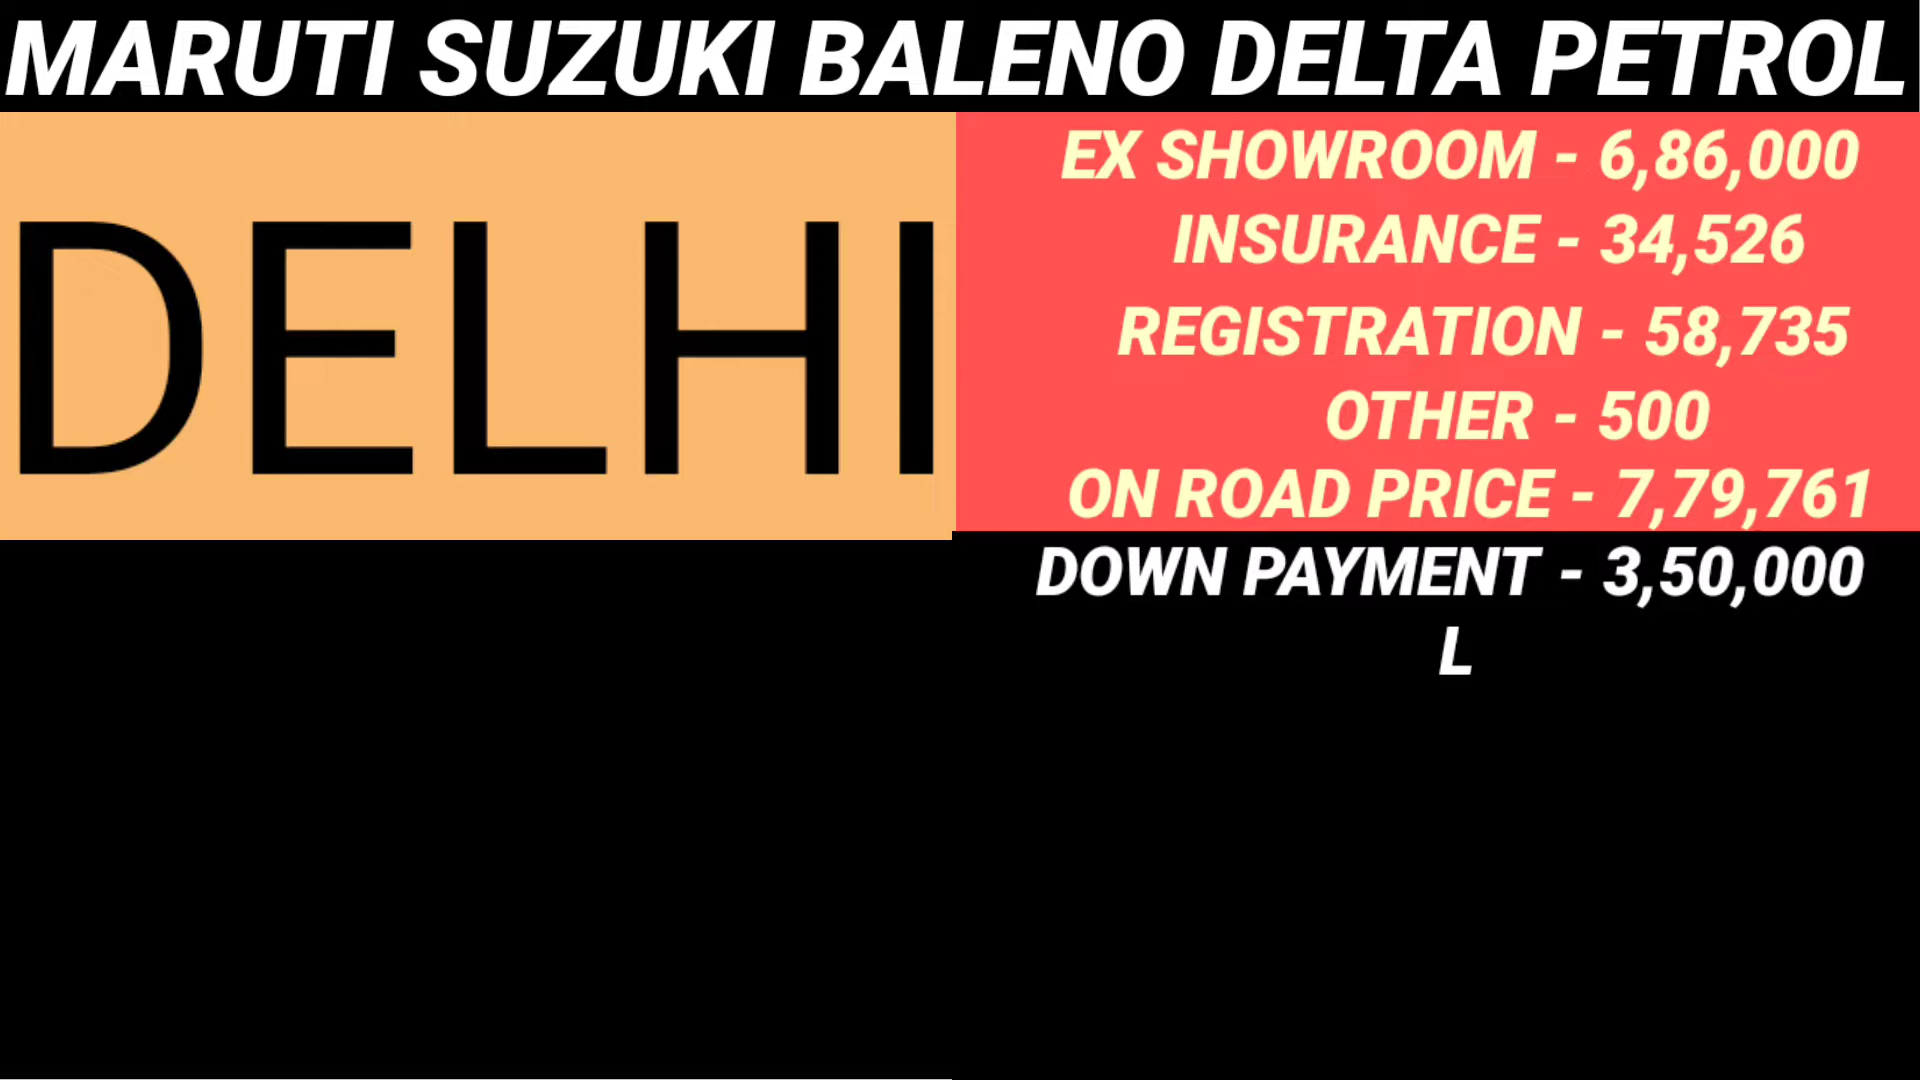 MARUTI SUZUKI BALENO DELTA PETROL
DELHI
EX SHOWROOM - 6,86,000
INSURANCE - 34,526
REGISTRATION - 58,735
OTHER - 500
ON ROAD PRICE - 7,79,761
DOWN PAYMENT - 3,50,000
L